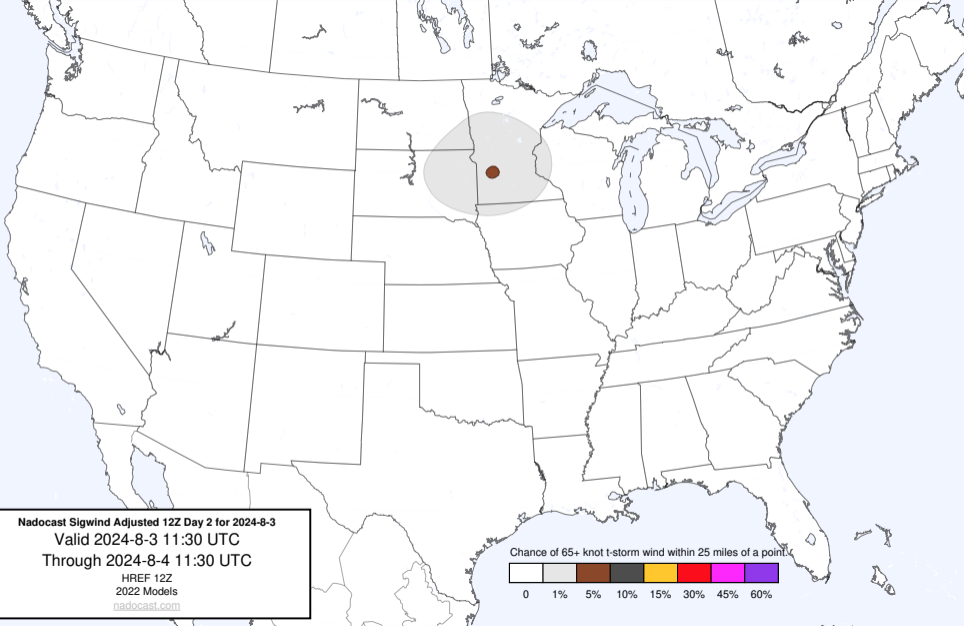 Nadocast Sigwind Adjusted 12Z Day 2 for 2024-8-3
Valid 2024-8-3 11:30 UTC
Through 2024-8-4 11:30 UTC
HREF 12Z
2022 Models
nadocast.com
Chance of 65+ knot t-storm wind within 25 miles of a point.
0 1% 5% 10% 15% 30% 45% 60%